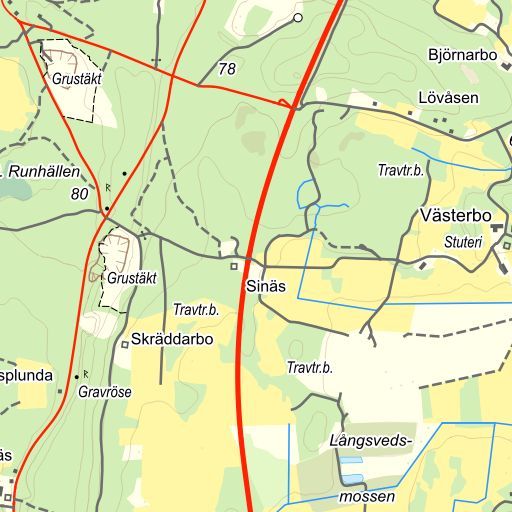 Björnarbo
78
Grustäkt
Lövåsen
6
Travtr.b.
. Runhällen
R
80
Västerbo
Stuteri
Grustäkt
Sinäs
Travtr.b.
Skräddarbo
Travtr.b.
splunda
R
Gravröse
Långsveds-
äs
mossen